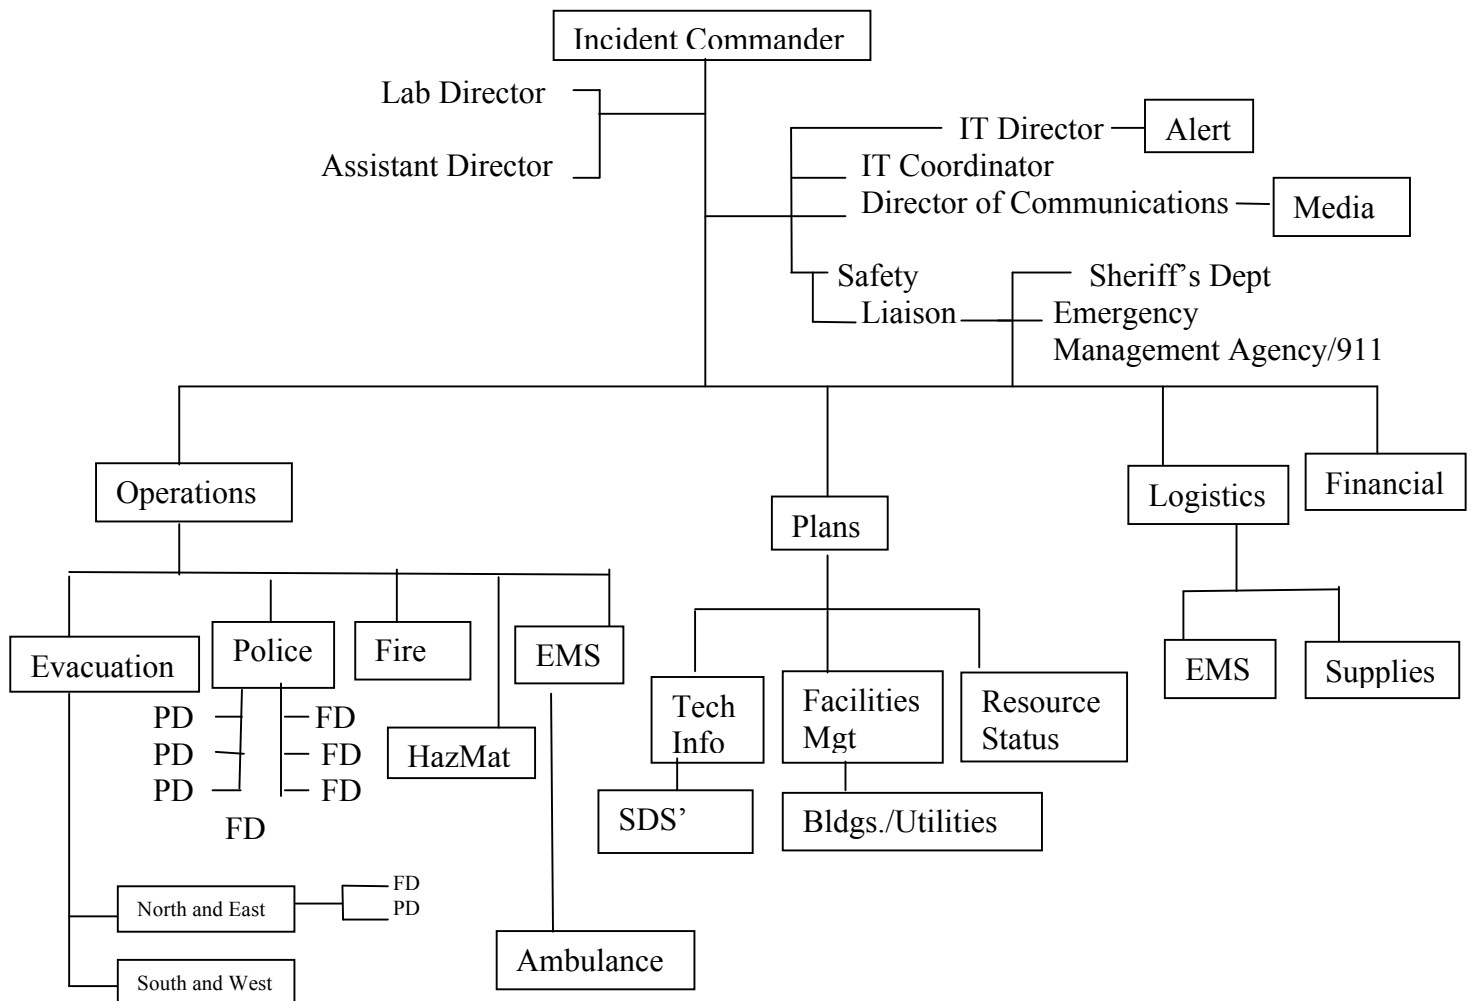 Incident Commander
Lab Director
Assistant Director
IT Director
Alert
IT Coordinator
Director of Communications
Media
Safety
Liaison
Sheriff’s Dept
Emergency
Management Agency/911
Operations
Plans
Logistics
Financial
Evacuation
Police
Fire
EMS
HazMat
PD
FD
PD
FD
PD
FD
FD
Tech
Info
Facilities
Mgt
Resource
Status
EMS
Supplies
SDS’
Bldgs./Utilities
North and East
FD
PD
South and West
Ambulance